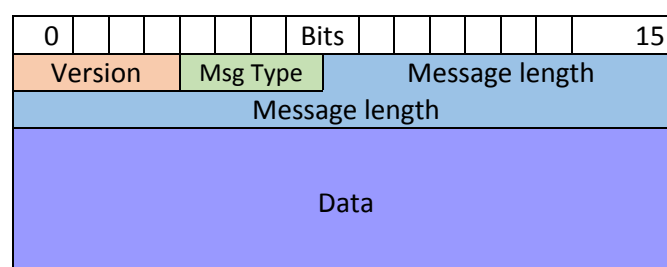 0 Bits 15
Version Msg Type Message length
Message length
Data